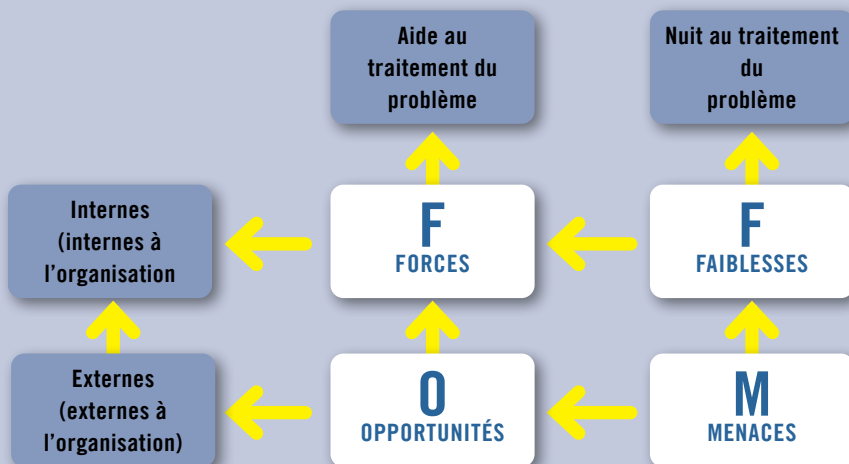 Aide au
traitement du
problème
Nuit au traitement
du
problème
Internes
(internes à
l'organisation
F
FORCES
F
FAIBLESSES
Externes
(externes à
l'organisation)
O
OPPORTUNITÉS
M
MENACES